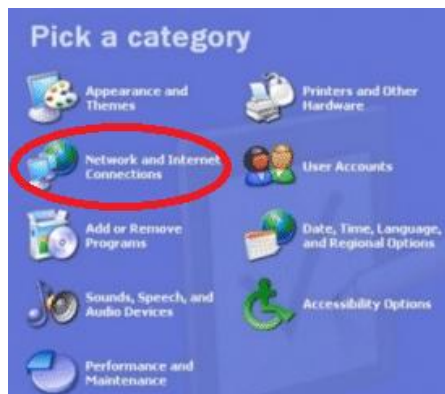 Pick a category
Appearance and
Themes
Printers and Other
Hardware
Network and Internet
Connections
User Accounts
Add or Remove
Programs
Date, Time, Language,
and Regional Options
Sounds, Speech, and
Audio Devices
Accessibility Options
Performance and
Maintenance